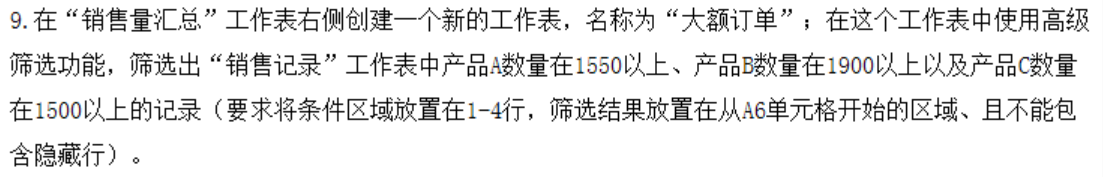 9.在“销售量汇总”工作表右侧创建一个新的工作表，名称为“大额订单”；在这个工作表中使用高级
筛选功能，筛选出“销售记录”工作表中产品A数量在1550以上、产品B数量在1900以上以及产品C数量
在1500以上的记录（要求将条件区域放置在1-4行，筛选结果放置在从A6单元格开始的区域、且不能包
含隐藏行）。